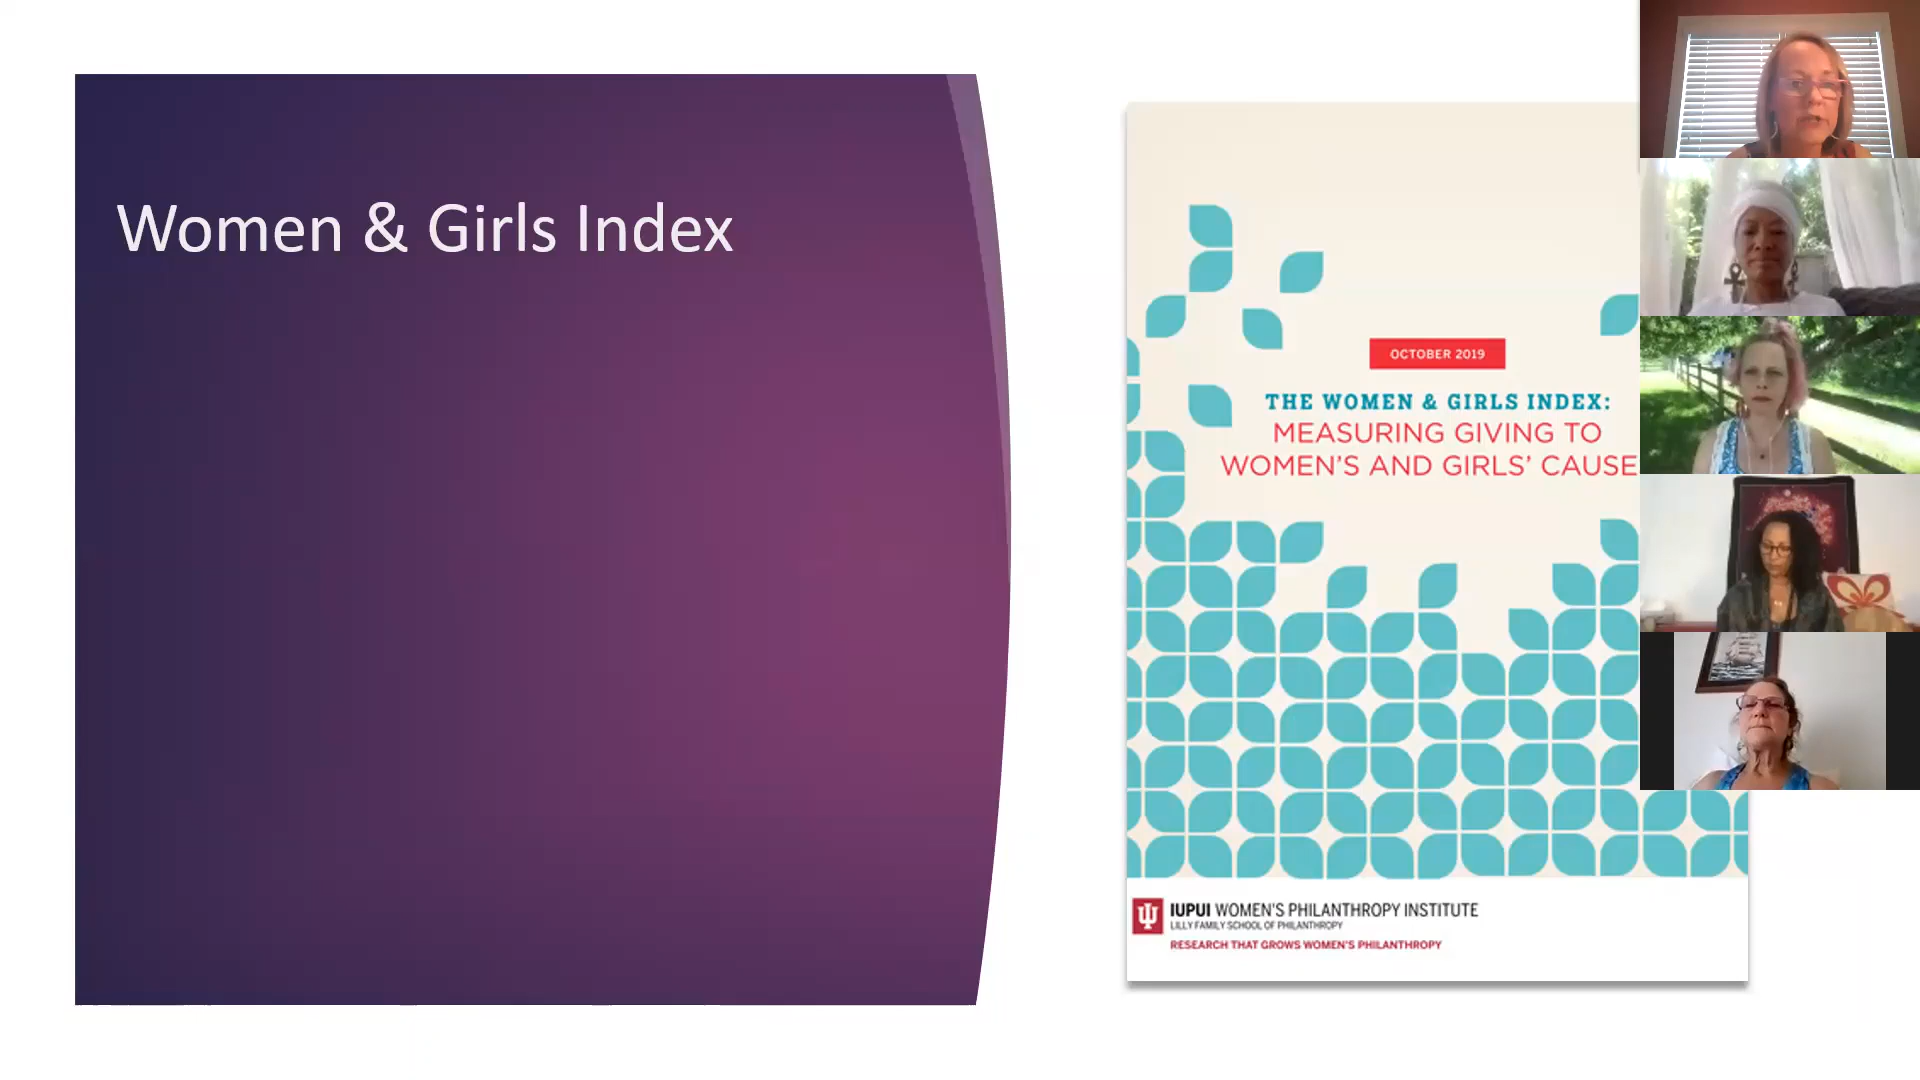 Women & Girls Index
OCTOBER 2019
THE WOMEN & GIRLS INDEX:
MEASURING GIVING TO
WOMEN'S AND GIRLS' CAUSE
IUPUI WOMEN'S PHILANTHROPY INSTITUTE
LILLY FAMILY SCHOOL OF PHILANTHROPY
RESEARCH THAT GROWS WOMEN'S PHILANTHROPY